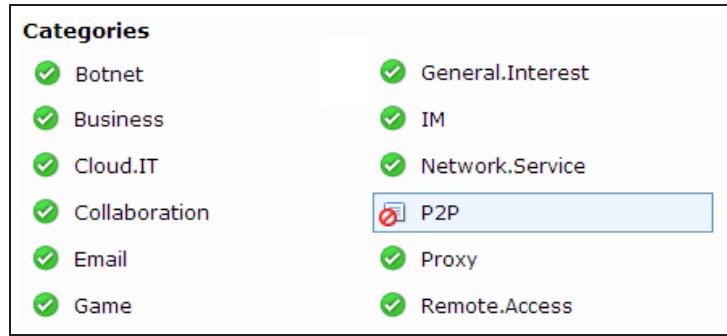 Categories
Botnet
Business
Cloud.IT
Collaboration
Email
Game
General.Interest
IM
Network.Service
P2P
Proxy
Remote.Access